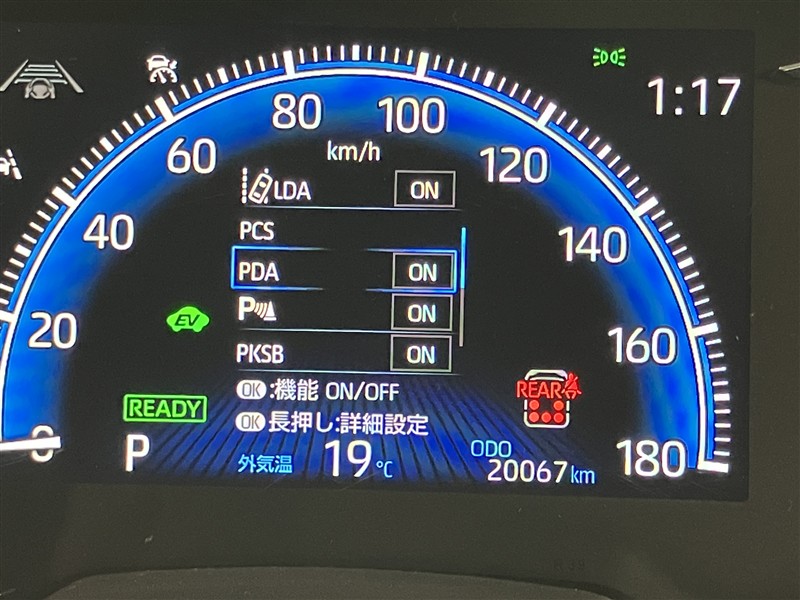 1:17
80
100
km/h
60
120
LDA ON
40
PCS
140
PDA ON
P ON
EV
20
160
PKSB ON
REAR
OK:機能 ON/OFF
READY
OK 長押し:詳細設定
0
P
外気温 19℃
ODO
20067km
180